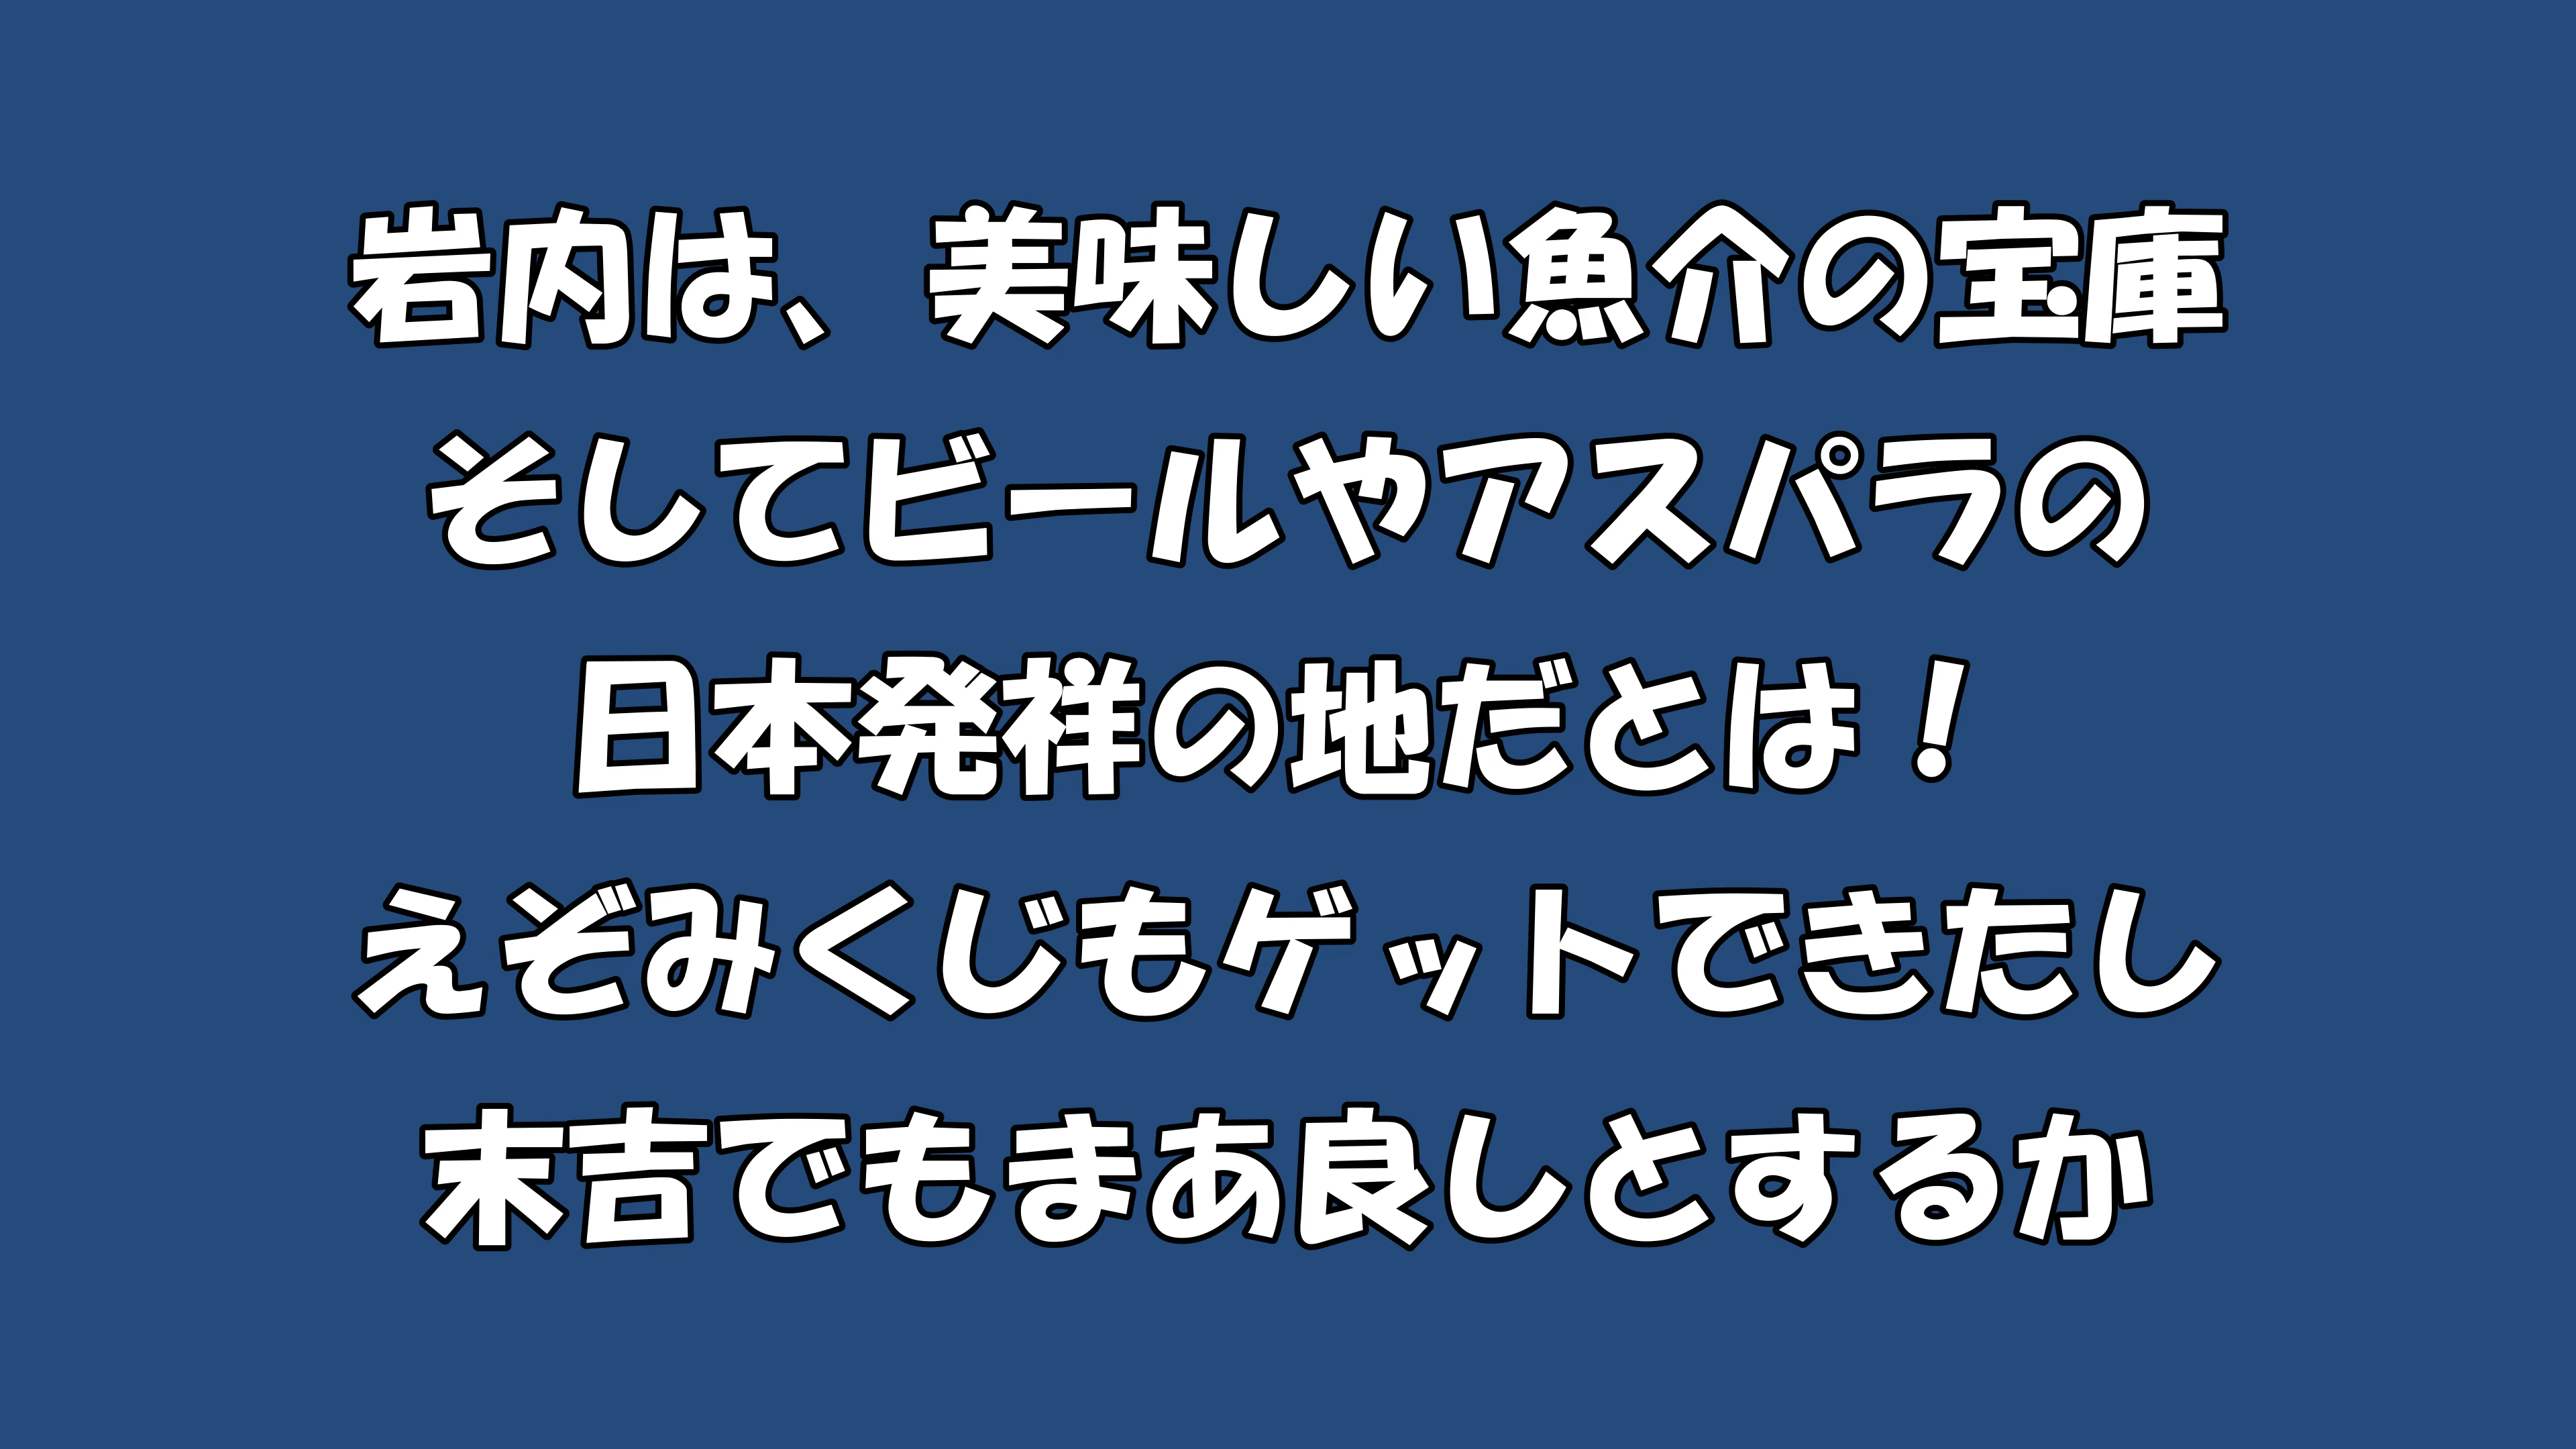 岩内は、美味しい魚介の宝庫
そしてビールやアスパラの
日本発祥の地だとは！
えぞみくじもゲットできたし
末吉でもまあ良しとするか